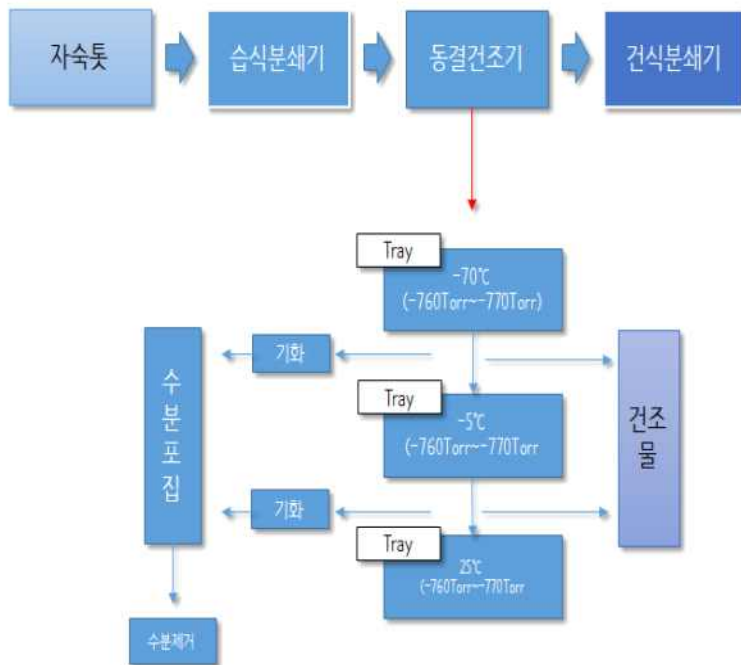 자숙톳
습식분쇄기
동결건조기
건식분쇄기
Tray
-70℃
(-760Torr~-770Torr)
기화
수분포집
Tray
-5℃
(-760Torr~-770Torr
건조
물
기화
Tray
25℃
(-760Torr~-770Torr
수분제거